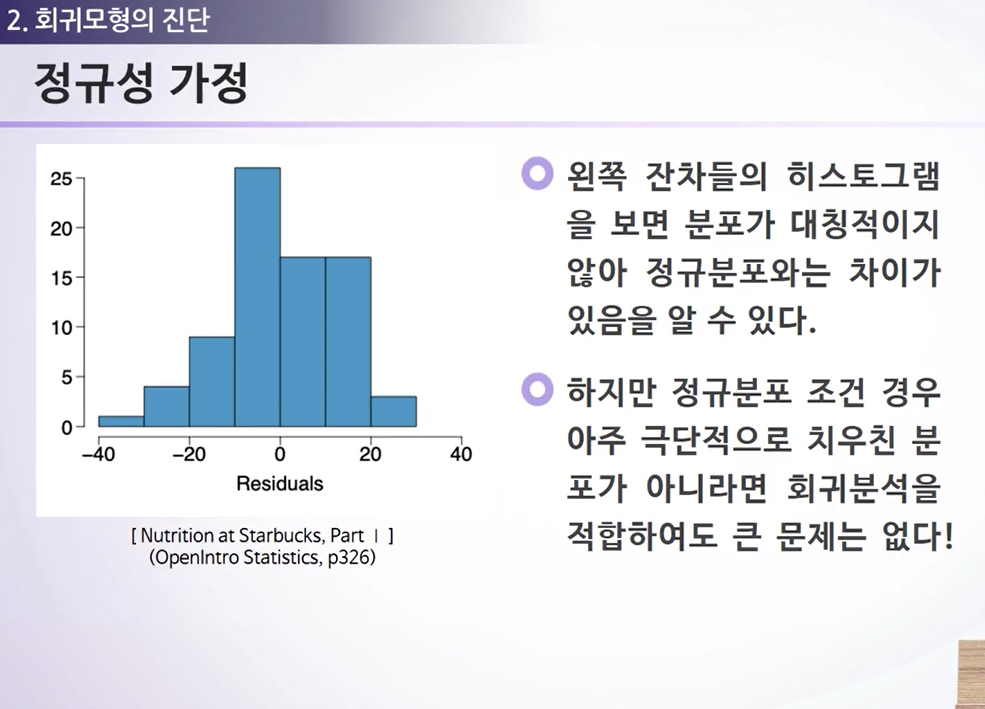 2. 회귀모형의 진단
정규성 가정
25
20
15
10
5
0
−40
−20
0
20
40
Residuals
[ Nutrition at Starbucks, Part Ⅰ ]
(OpenIntro Statistics, p326)
왼쪽 잔차들의 히스토그램
을 보면 분포가 대칭적이지
않아 정규분포와는 차이가
있음을 알 수 있다.
하지만 정규분포 조건 경우
아주 극단적으로 치우친 분
포가 아니라면 회귀분석을
적합하여도 큰 문제는 없다!